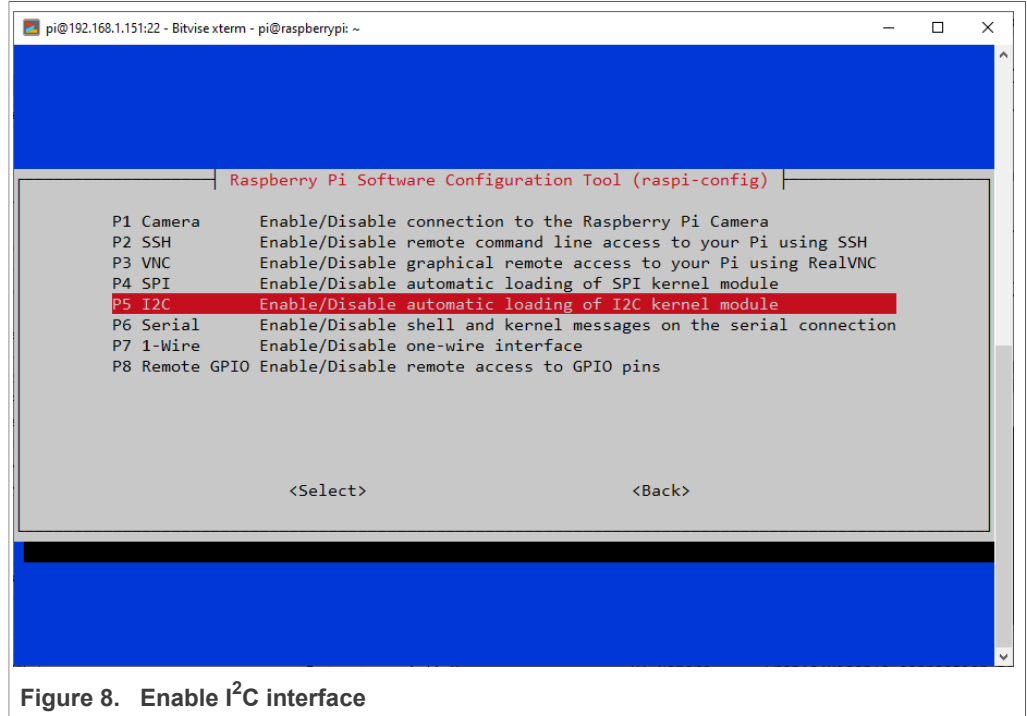 pi@192.168.1.151:22 - Bitvise xterm - pi@raspberrypi: ~
Raspberry Pi Software Configuration Tool (raspi-config)
P1 Camera Enable/Disable connection to the Raspberry Pi Camera
P2 SSH Enable/Disable remote command line access to your Pi using SSH
P3 VNC Enable/Disable graphical remote access to your Pi using RealVNC
P4 SPI Enable/Disable automatic loading of SPI kernel module
P5 I2C Enable/Disable automatic loading of I2C kernel module
P6 Serial Enable/Disable shell and kernel messages on the serial connection
P7 1-Wire Enable/Disable one-wire interface
P8 Remote GPIO Enable/Disable remote access to GPIO pins
<Select> <Back>
Figure 8. Enable I²C interface